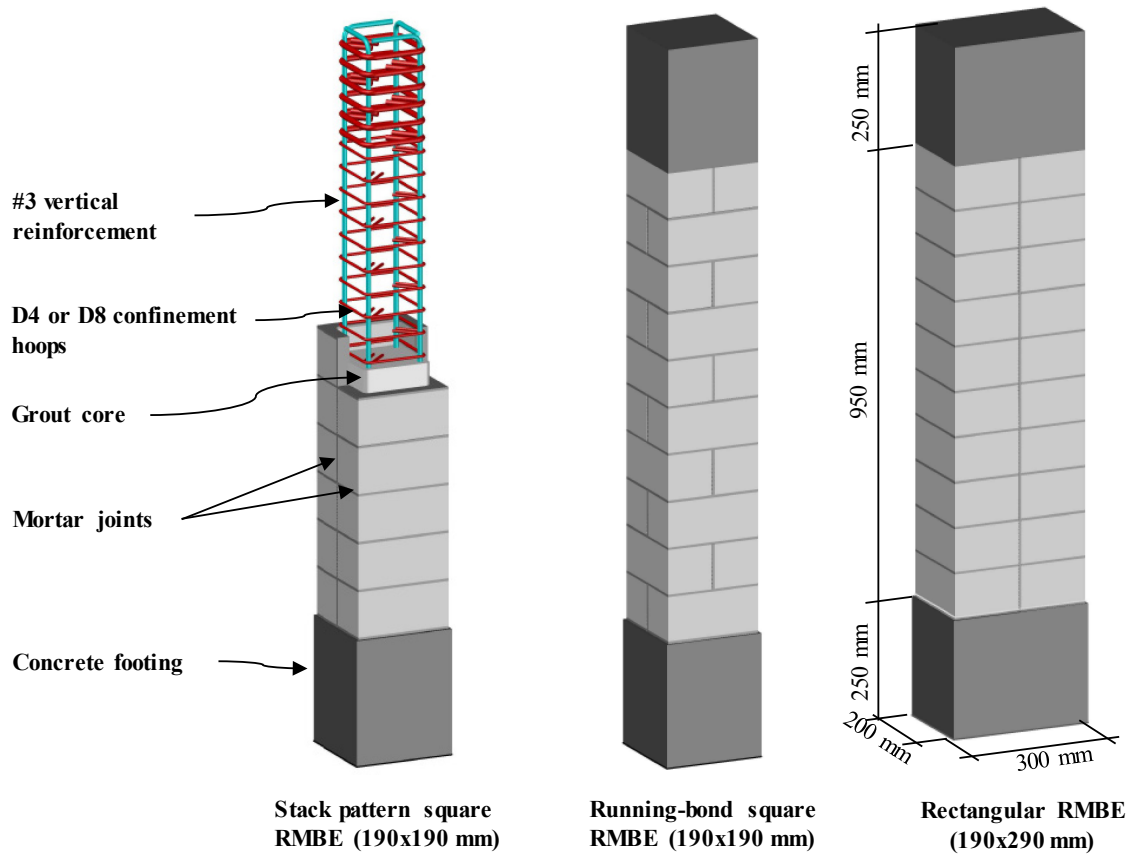 #3 vertical
reinforcement
D4 or D8 confinement
hoops
Grout core
Mortar joints
Concrete footing
250 mm
950 mm
250 mm
200 mm
300 mm
Stack pattern square
RMBE (190x190 mm)
Running-bond square
RMBE (190x190 mm)
Rectangular RMBE
(190x290 mm)